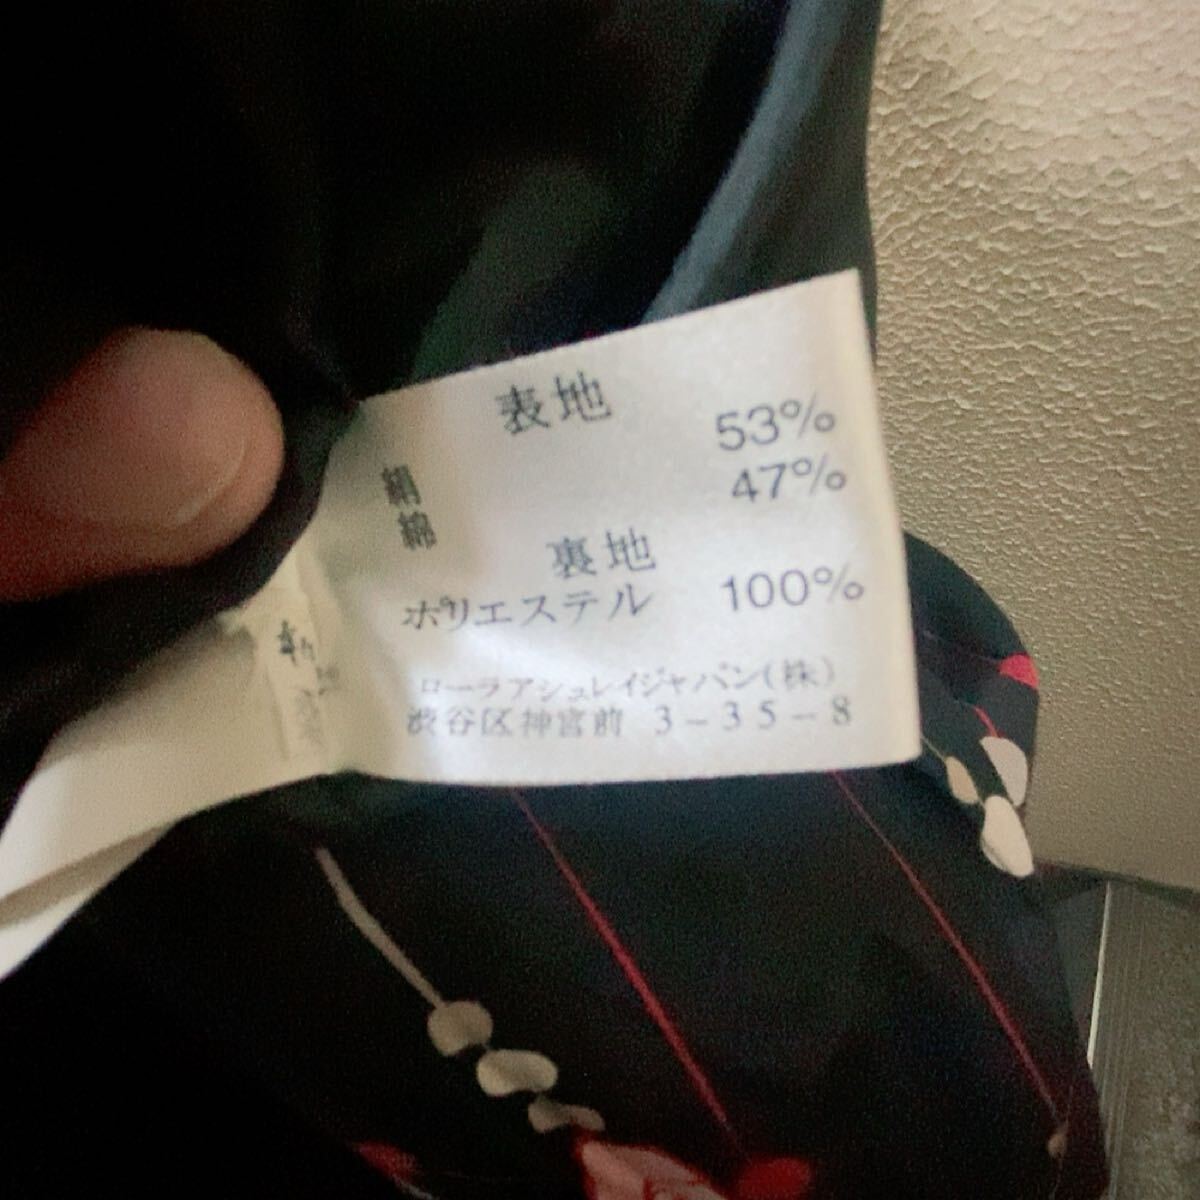 表地
絹 53%
綿 47%
裏地
ポリエステル 100%
ローラアシュレイジャパン(株)
渋谷区神宮前 3-35-8